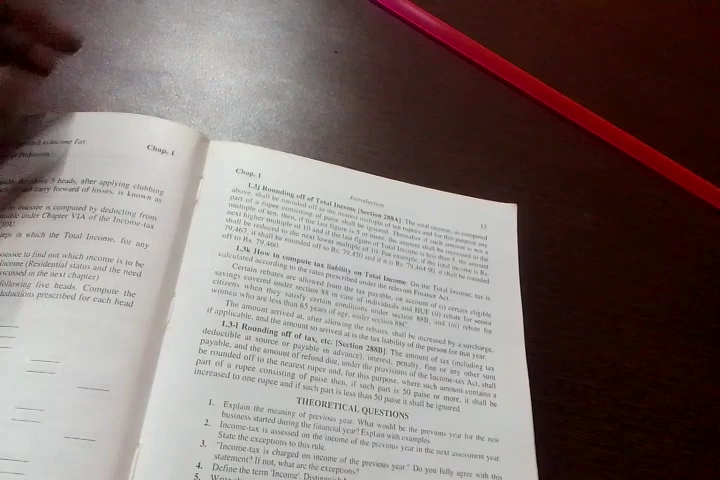 Income Tax
Chap. 1
5 heads, after applying clubbing
carry forward of losses, is known as
is computed by deducting from
under Chapter VIA of the Income-tax
in which the Total Income, for any
to find out which income is to be
Income (Residential status and the need
discussed in the next chapter)
following five heads. Compute the
deductions prescribed for each head
Chap. 1
Introduction
13
1.3j Rounding off of Total Income [Section 288A] The total income, as computed
above, shall be rounded off to the nearest multiple of ten rupees and for this purpose any
part of a rupee consisting of paise shall be ignored. Thereafter if such amount is not a
multiple of ten, then, if the last figure is 5 or more, the amount shall be increased to the
next higher multiple of 10 and if the last figure of Total Income is less than 5, the amount
shall be reduced to the next lower multiple of 10. For example, if the total income is Rs.
79,467, it shall be rounded off to Rs. 79,470 and if it is Rs. 79,464.90, it shall be rounded
off to Rs. 79,460.
1.3k How to compute tax liability on Total Income. On the Total Income, tax is
calculated according to the rates prescribed under the relevant Finance Act.
Certain rebates are allowed from the tax payable, on account of (i) certain eligible
savings covered under section 88 in case of individuals and HUF (ii) rebate for senior
citizens when they satisfy certain conditions under section 88B, and (iii) rebate for
women who are less than 65 years of age, under section 88C.
The amount arrived at, after allowing the rebates, shall be increased by a surcharge,
if applicable, and the amount so arrived at is the tax liability of the person for that year.
1.3-l Rounding off of tax, etc. [Section 288B]: The amount of tax (including tax
deductible at source or payable in advance), interest, penalty, fine or any other sum
payable, and the amount of refund due, under the provisions of the Income-tax Act, shall
be rounded off to the nearest rupee and, for this purpose, where such amount contains a
part of a rupee consisting of paise then, if such part is 50 paise or more, it shall be
increased to one rupee and if such part is less than 50 paise it shall be ignored.
THEORETICAL QUESTIONS
1. Explain the meaning of previous year. What would be the previous year for the new
business started during the financial year? Explain with examples.
2. Income-tax is assessed on the income of the previous year in the next assessment year.
State the exceptions to this rule.
3. "Income-tax is charged on income of the previous year." Do you fully agree with this
statement? If not, what are the exceptions?
4. Define the term 'Income'. Distinguish
5.